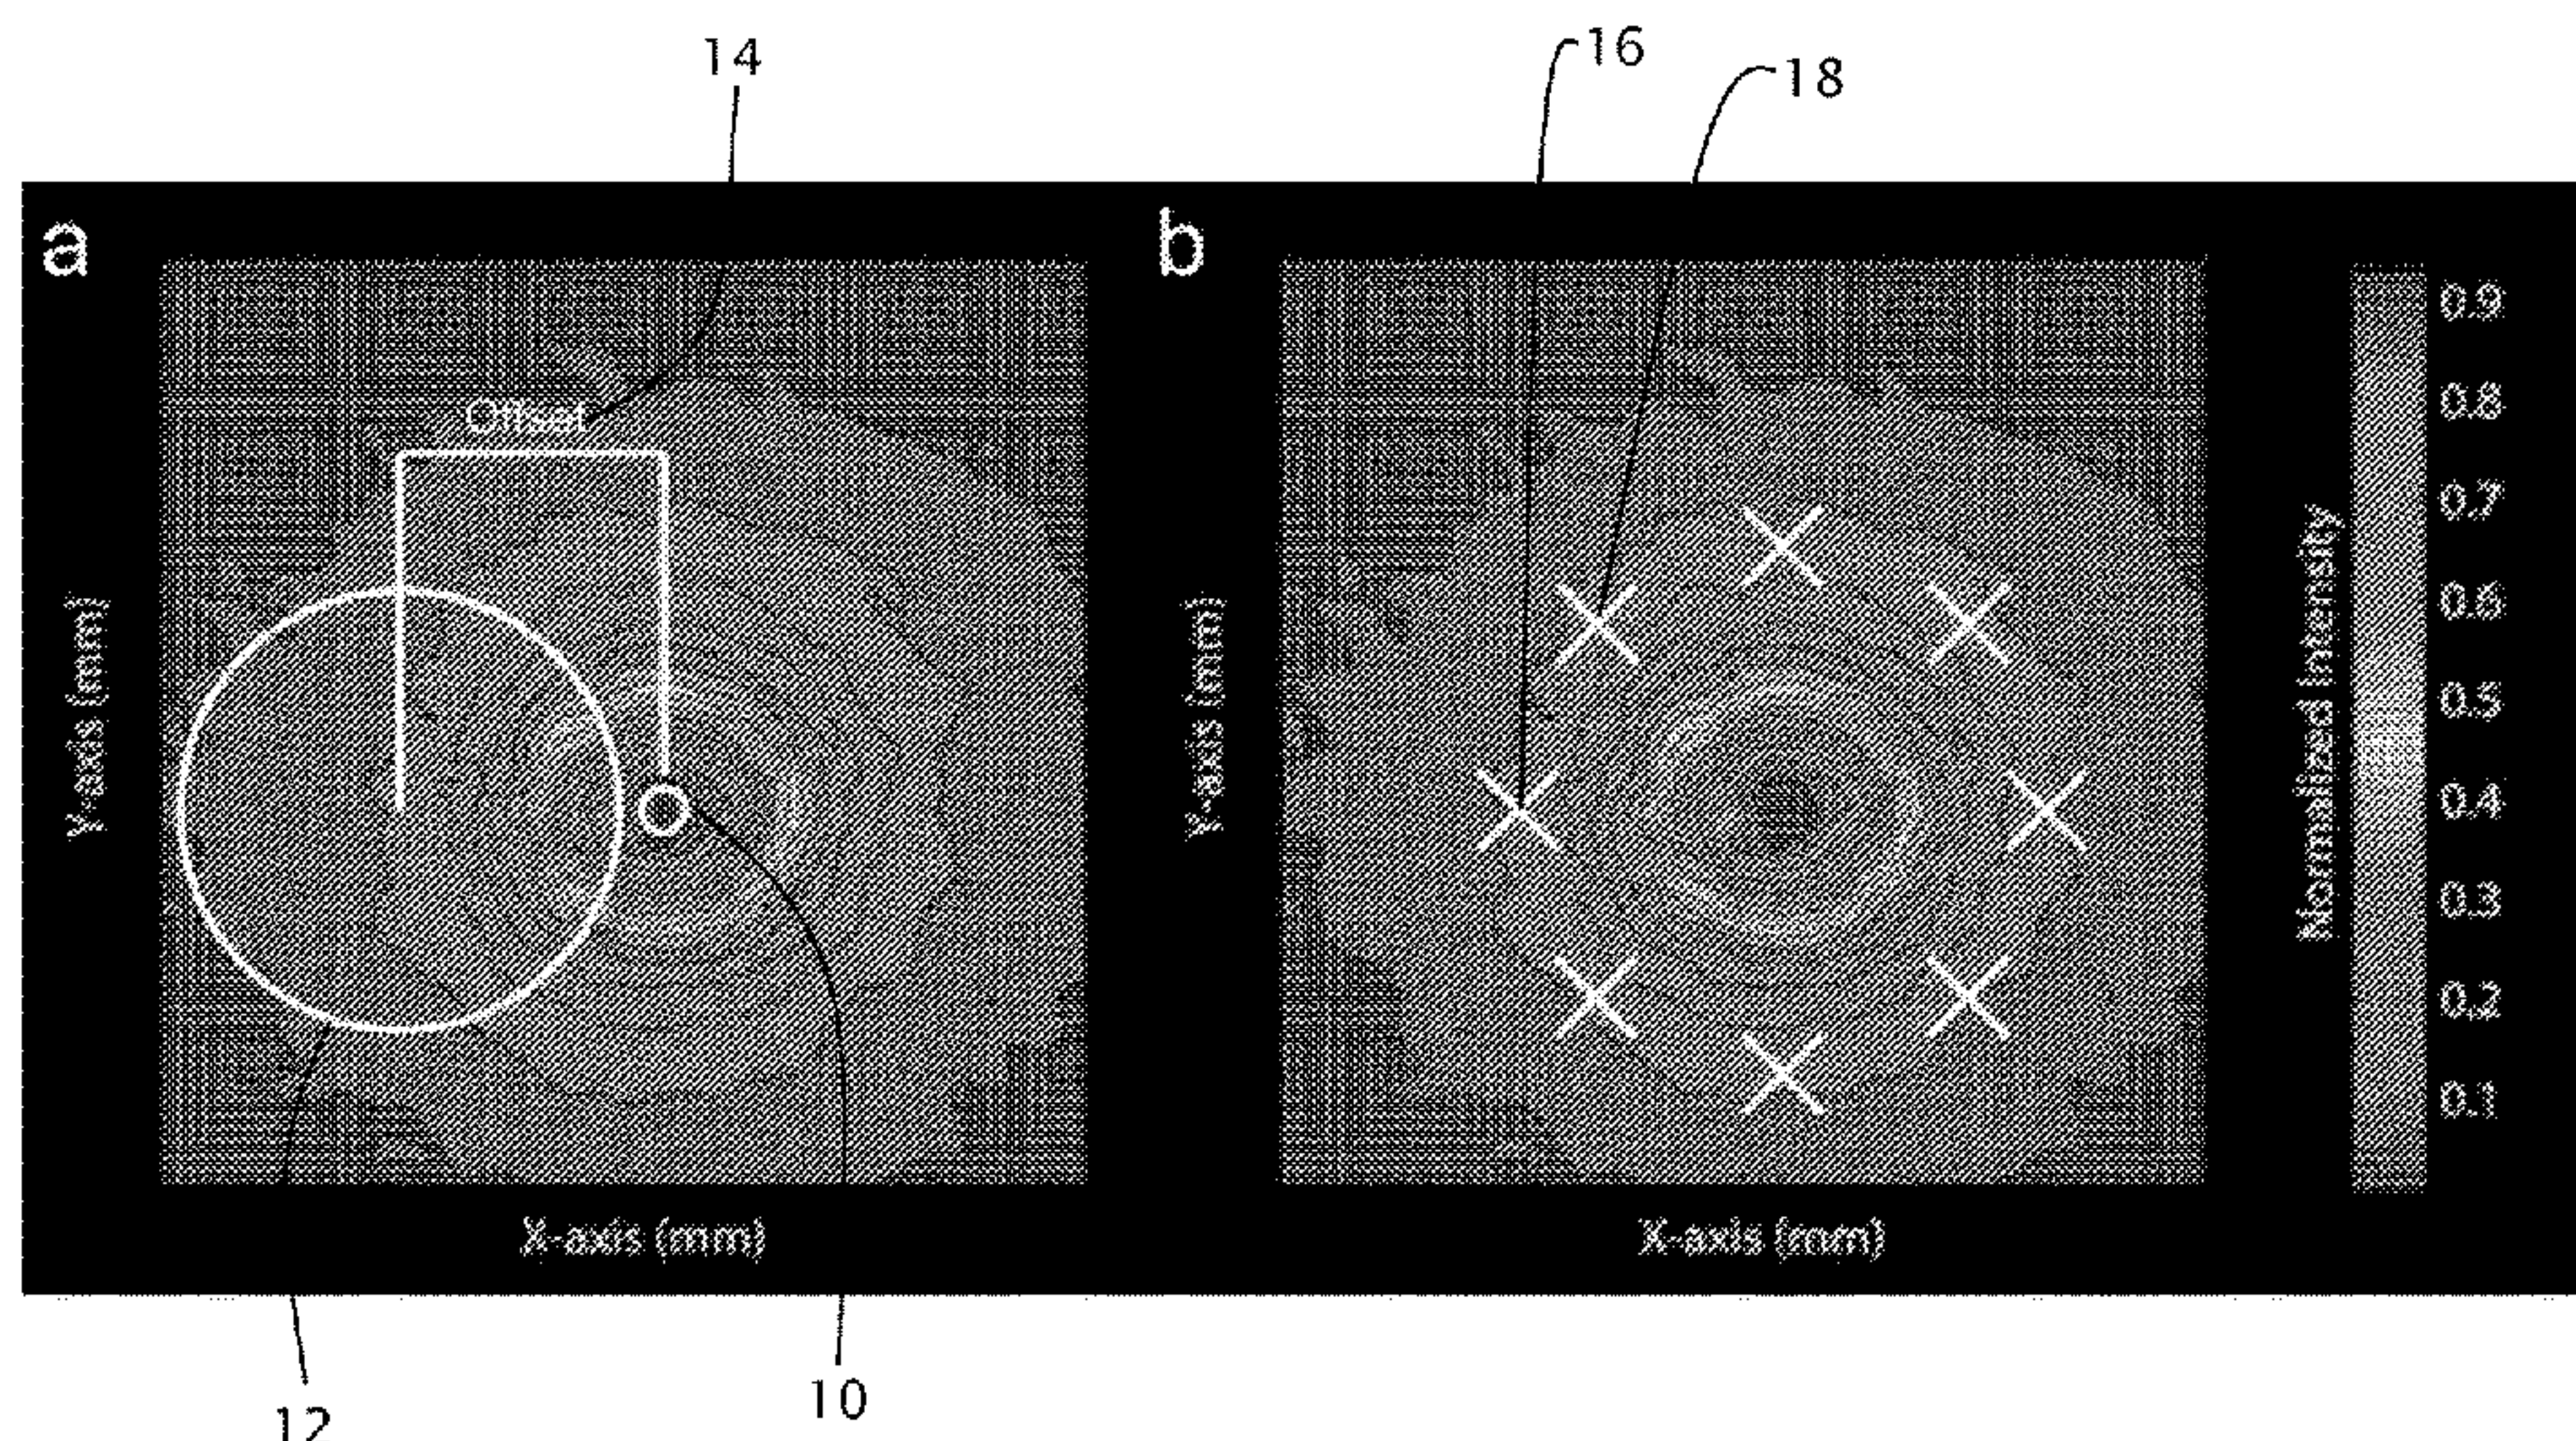 14
16
18
a
b
Offset
Y-axis (mm)
Y-axis (mm)
Normalized Intensity
0.9
0.8
0.7
0.6
0.5
0.4
0.3
0.2
0.1
X-axis (mm)
X-axis (mm)
12
10